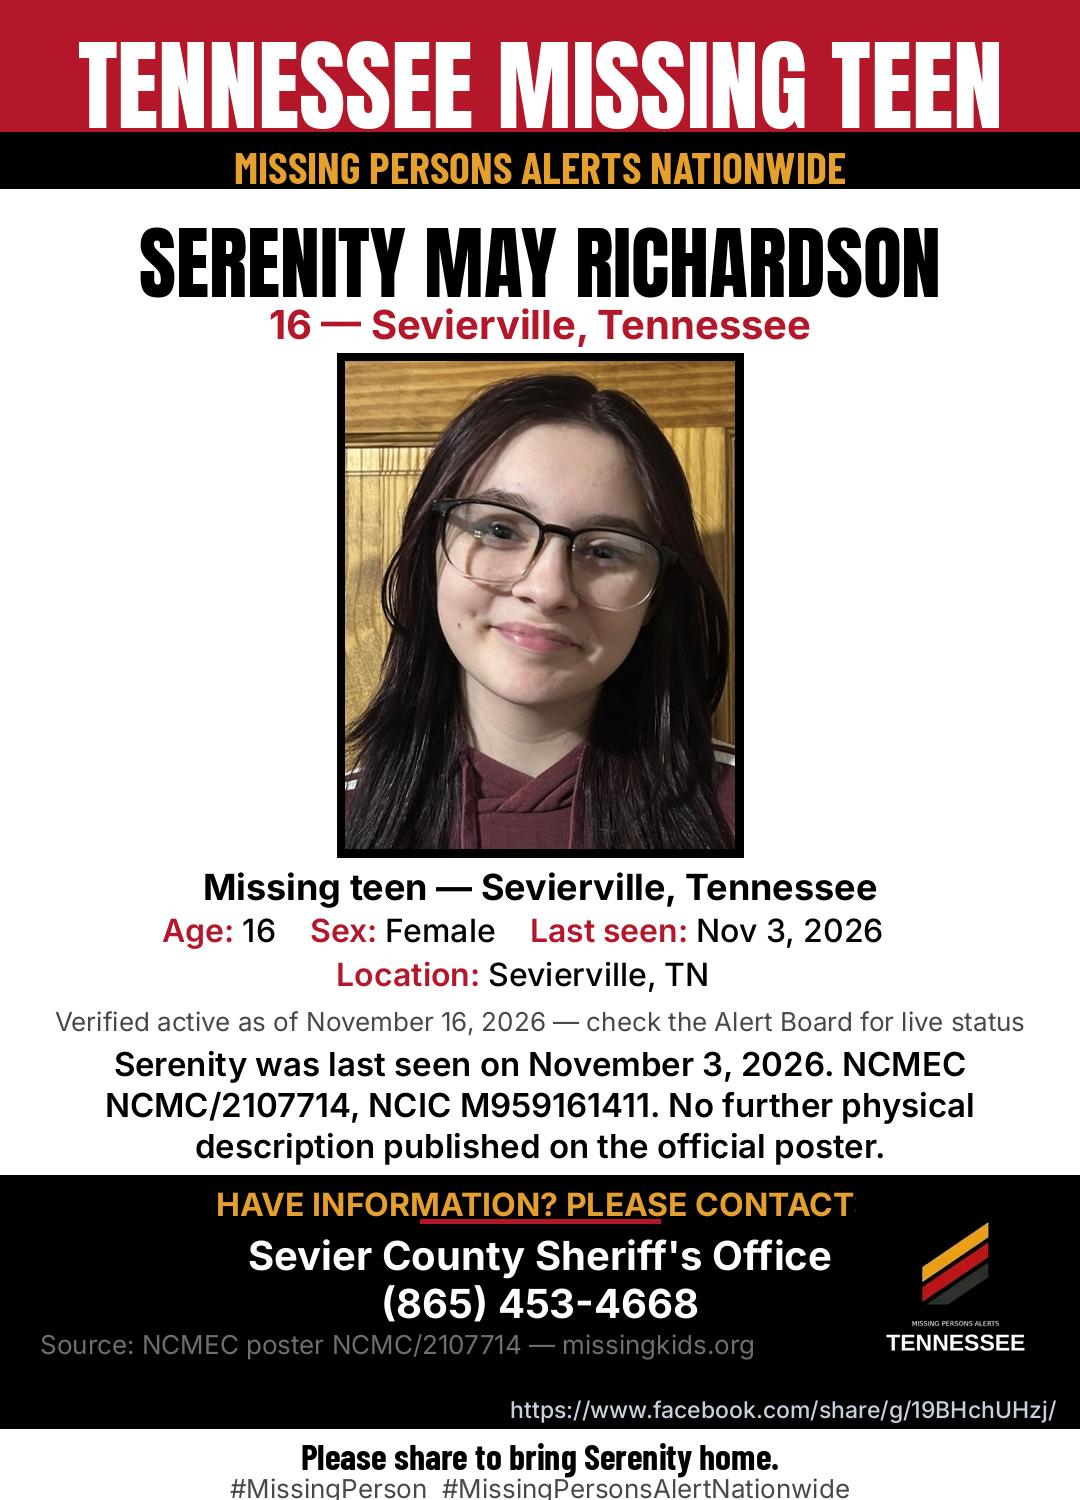 TENNESSEE MISSING TEEN
MISSING PERSONS ALERTS NATIONWIDE
SERENITY MAY RICHARDSON
16 — Sevierville, Tennessee
Missing teen — Sevierville, Tennessee
Age: 16 Sex: Female Last seen: Nov 3, 2026
Location: Sevierville, TN
Verified active as of November 16, 2026 — check the Alert Board for live status
Serenity was last seen on November 3, 2026. NCMEC
NCMC/2107714, NCIC M959161411. No further physical
description published on the official poster.
HAVE INFORMATION? PLEASE CONTACT:
Sevier County Sheriff's Office
(865) 453-4668
Source: NCMEC poster NCMC/2107714 — missingkids.org
MISSING PERSONS ALERTS
TENNESSEE
https://www.facebook.com/share/g/19BHchUHzj/
Please share to bring Serenity home.
#MissingPerson #MissingPersonsAlertNationwide